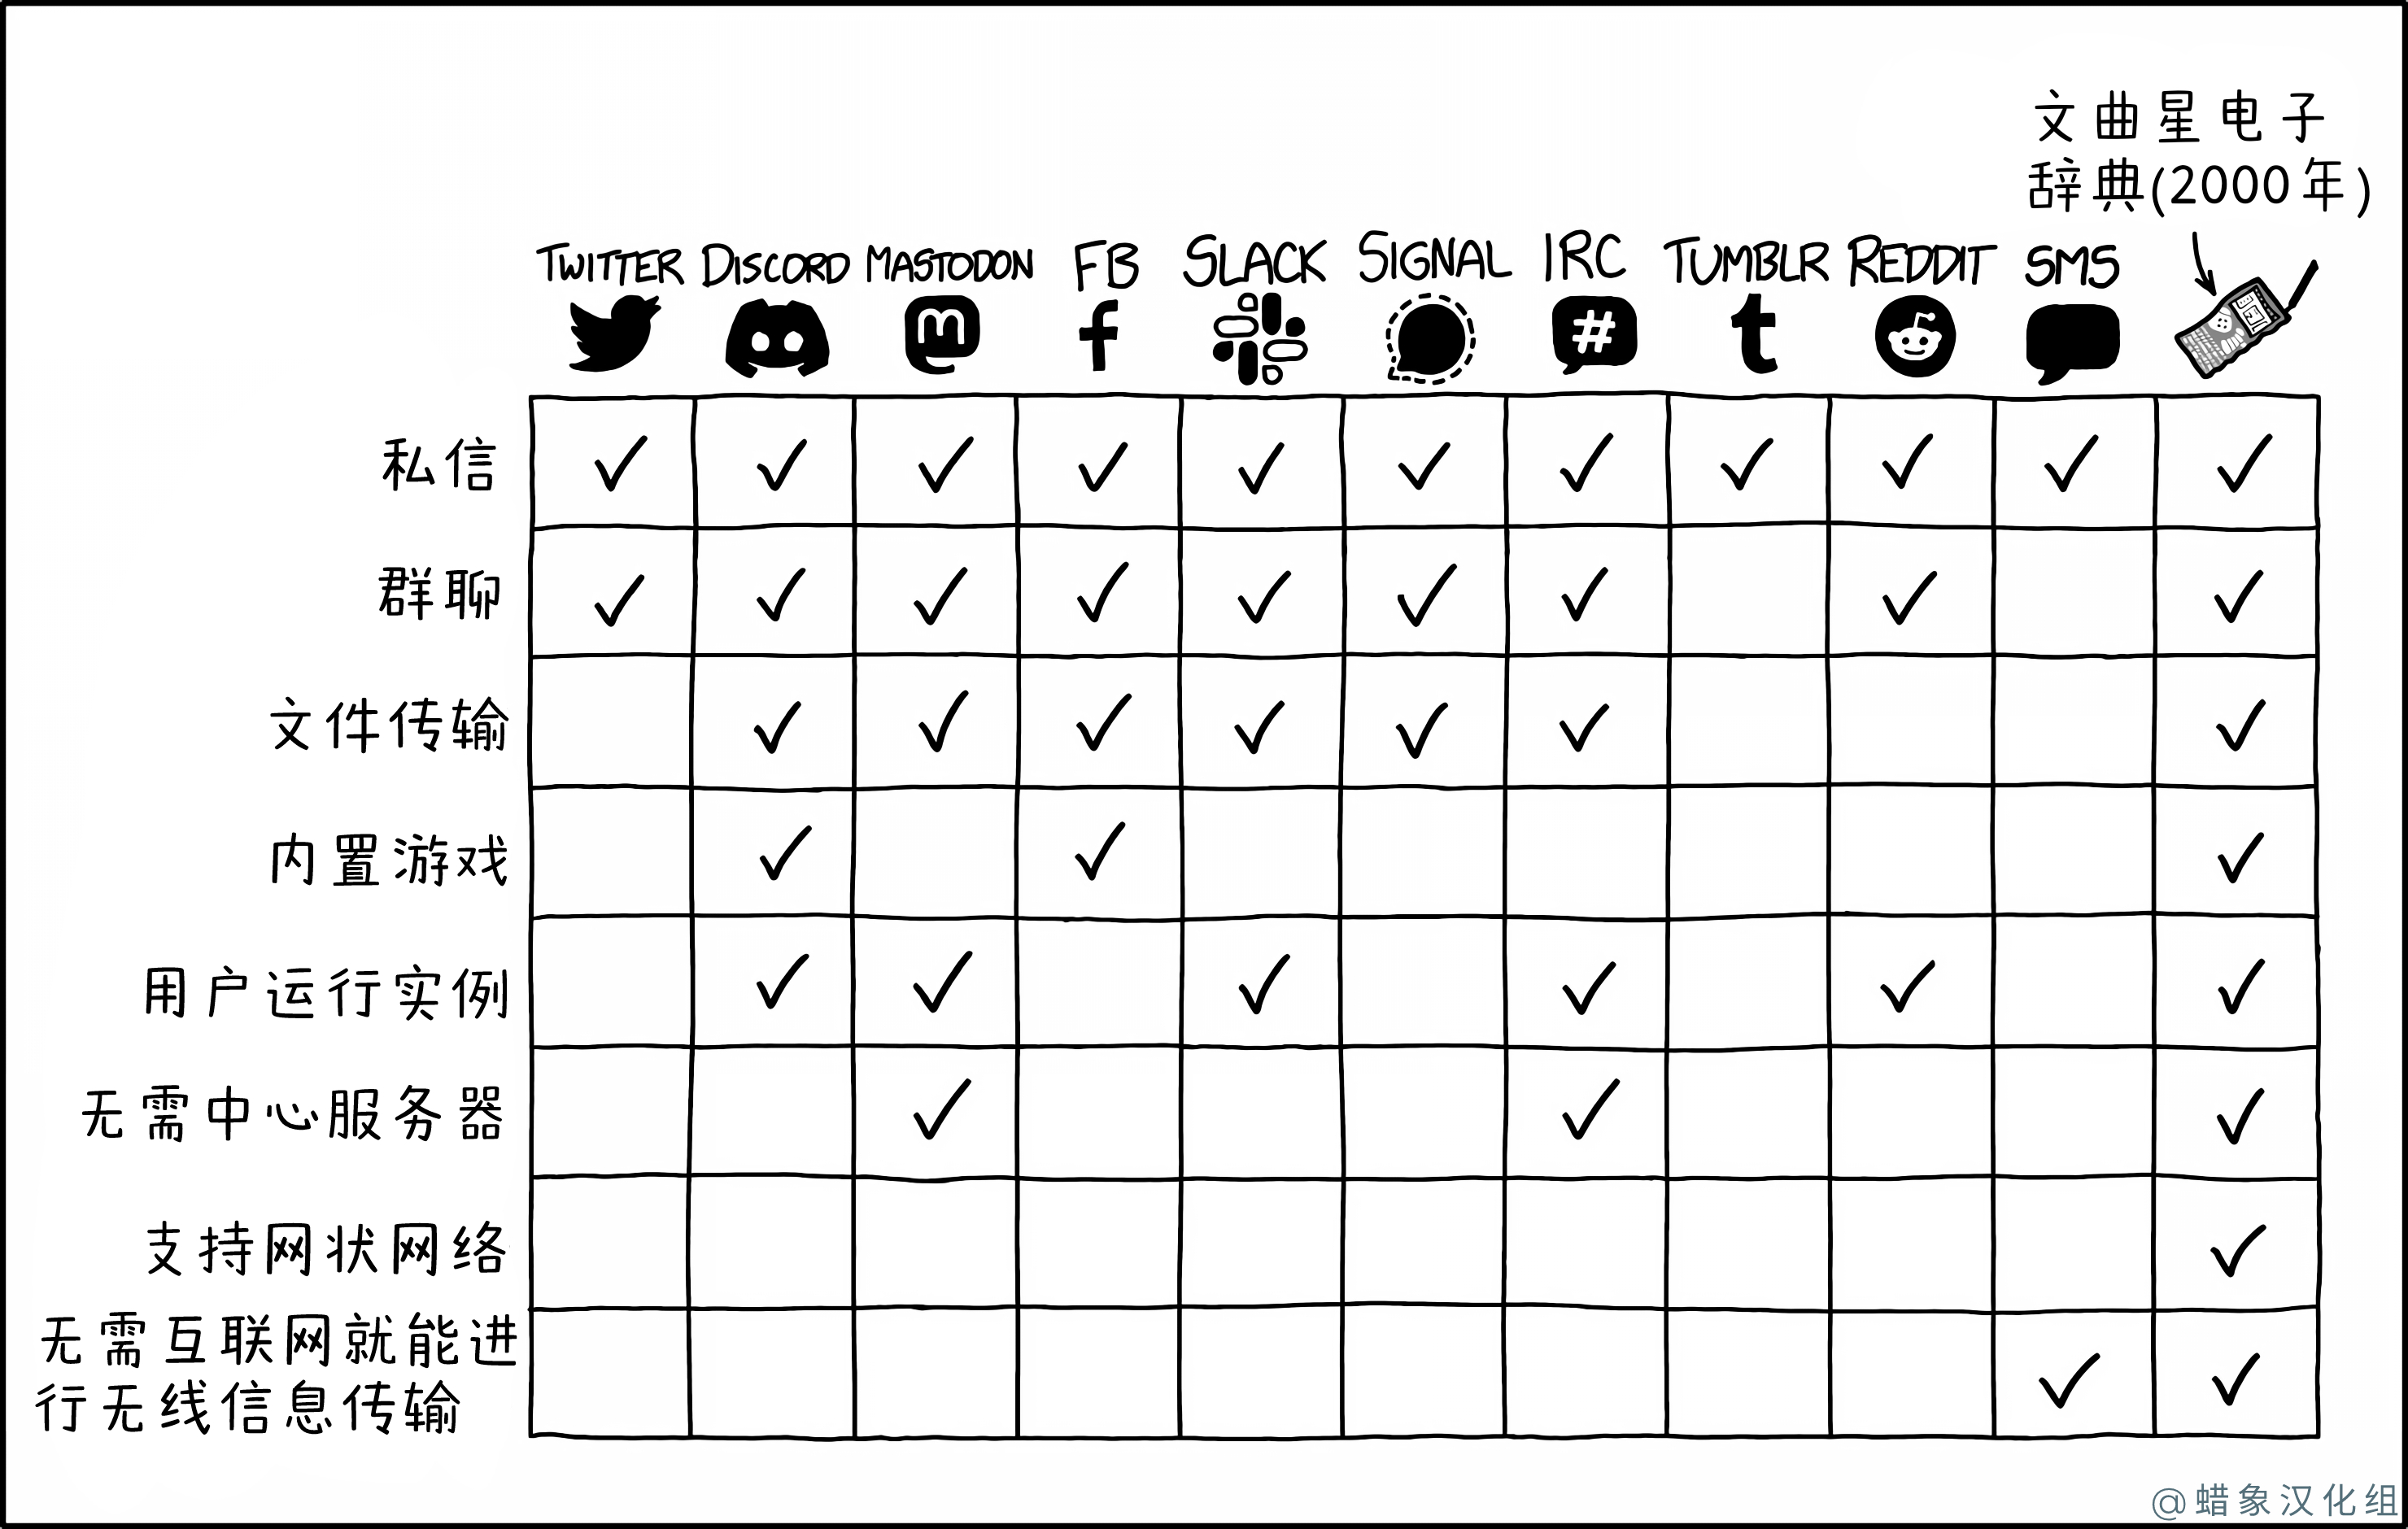 文曲星电子
辞典(2000年)
TWITTER DISCORD MASTODON FB SLACK SIGNAL IRC TUMBLR REDDIT SMS
私信
群聊
文件传输
内置游戏
用户运行实例
无需中心服务器
支持网状网络
无需互联网就能进
行无线信息传输
@蜡象汉化组